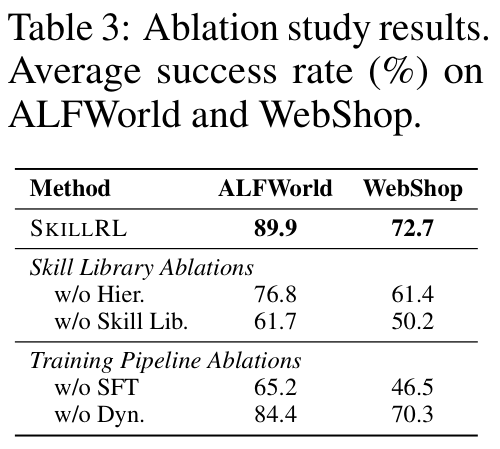 Table 3: Ablation study results.
Average success rate (%) on
ALFWorld and WebShop.
Method ALFWorld WebShop
SKILLRL 89.9 72.7
Skill Library Ablations
w/o Hier. 76.8 61.4
w/o Skill Lib. 61.7 50.2
Training Pipeline Ablations
w/o SFT 65.2 46.5
w/o Dyn. 84.4 70.3